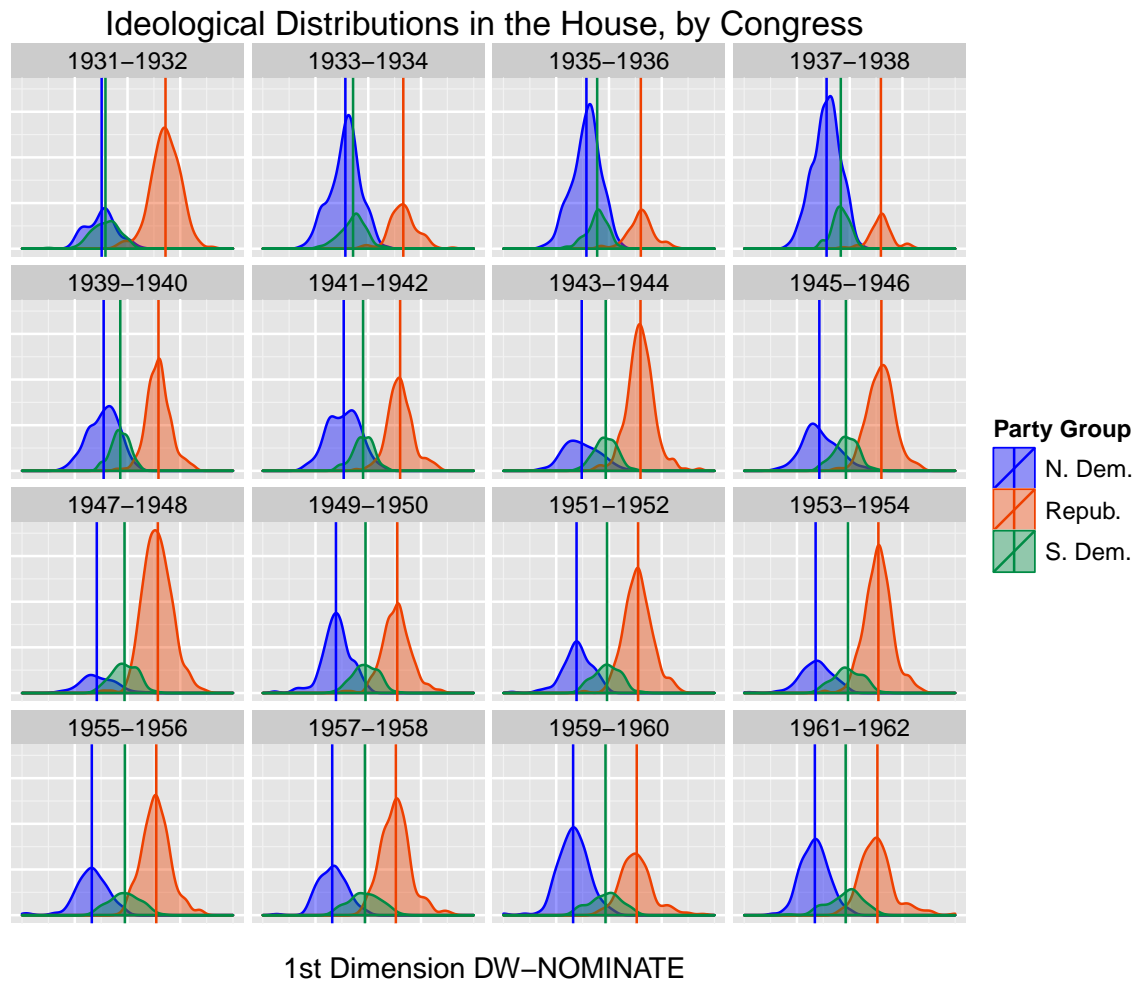 Ideological Distributions in the House, by Congress
1931–1932
1933–1934
1935–1936
1937–1938
1939–1940
1941–1942
1943–1944
1945–1946
1947–1948
1949–1950
1951–1952
1953–1954
1955–1956
1957–1958
1959–1960
1961–1962
Party Group
N. Dem.
Repub.
S. Dem.
1st Dimension DW–NOMINATE